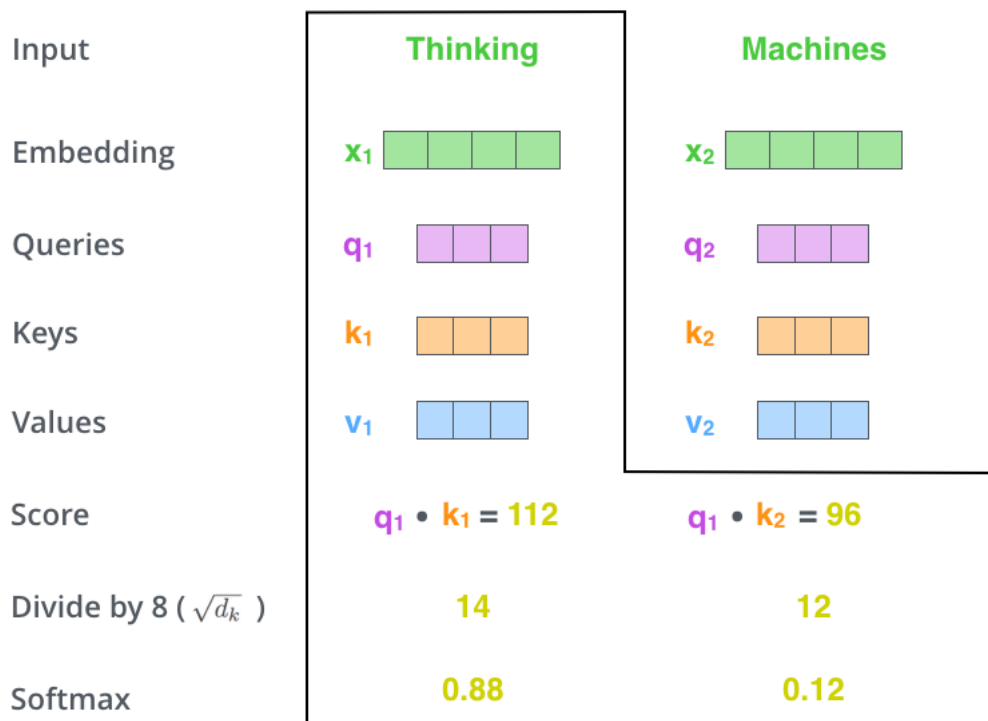 Input Thinking Machines
Embedding x₁ x₂
Queries q₁ q₂
Keys k₁ k₂
Values v₁ v₂
Score q₁ • k₁ = 112 q₁ • k₂ = 96
Divide by 8 ( √dₖ ) 14 12
Softmax 0.88 0.12